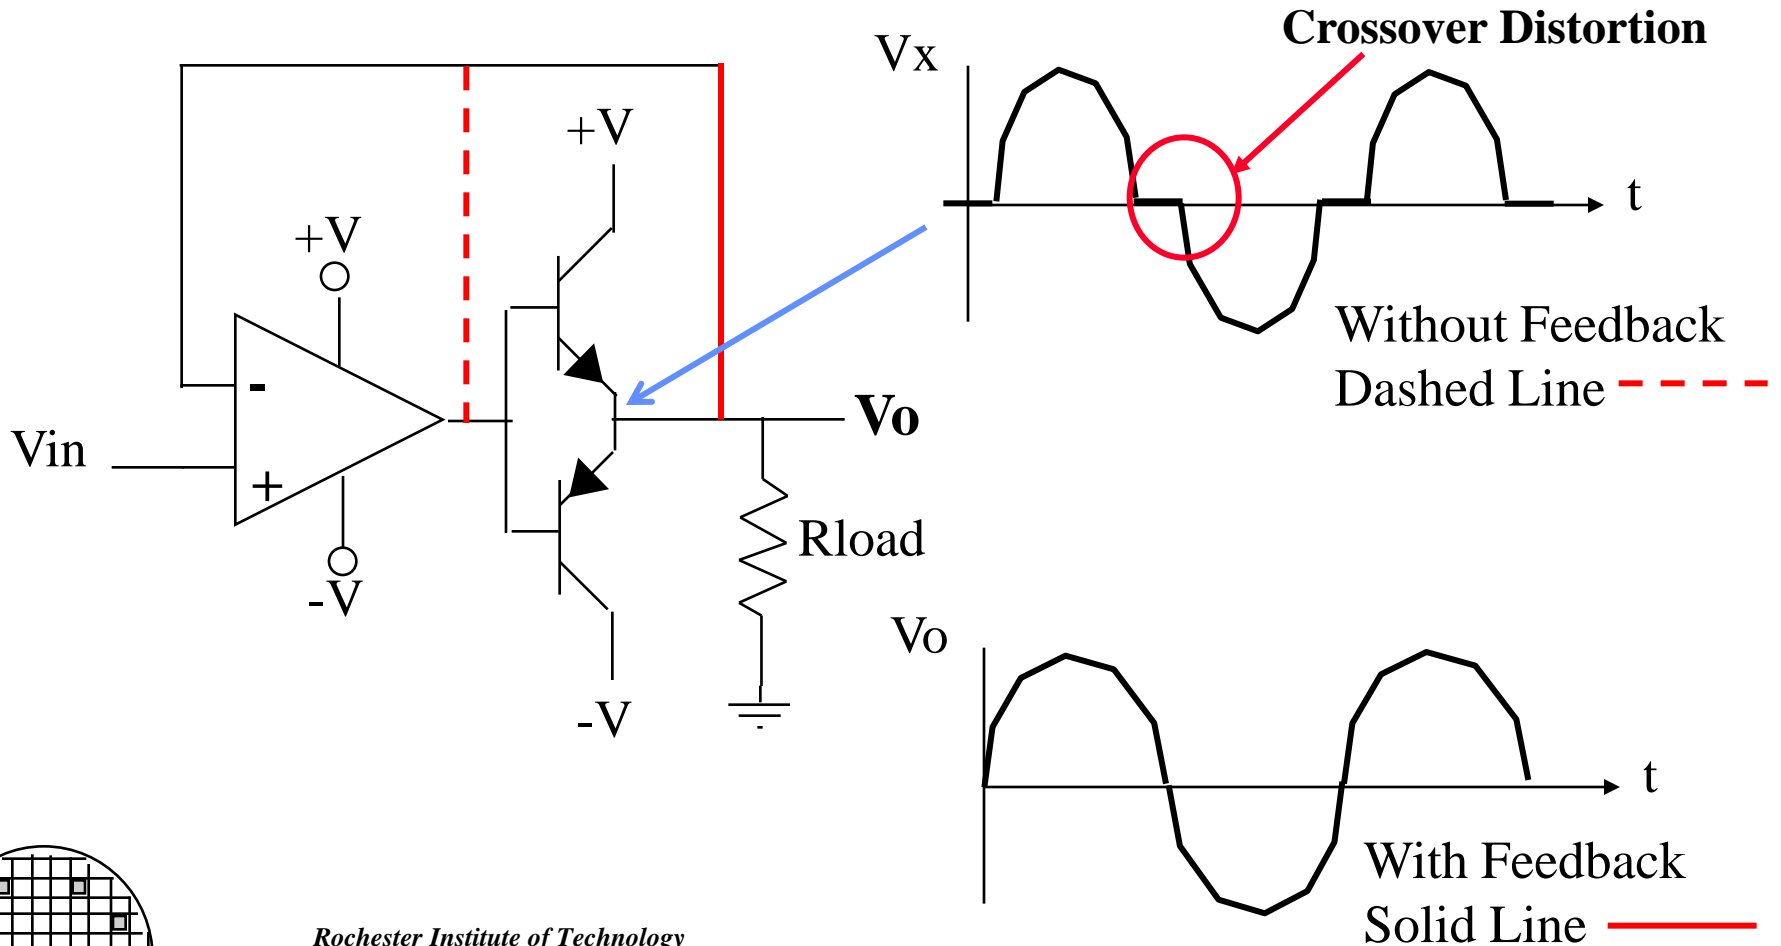 Crossover Distortion
Vx
t
Without Feedback
Dashed Line
+V
+V
-
+
Vin
-V
Vo
Rload
-V
Vo
t
With Feedback
Solid Line
Rochester Institute of Technology